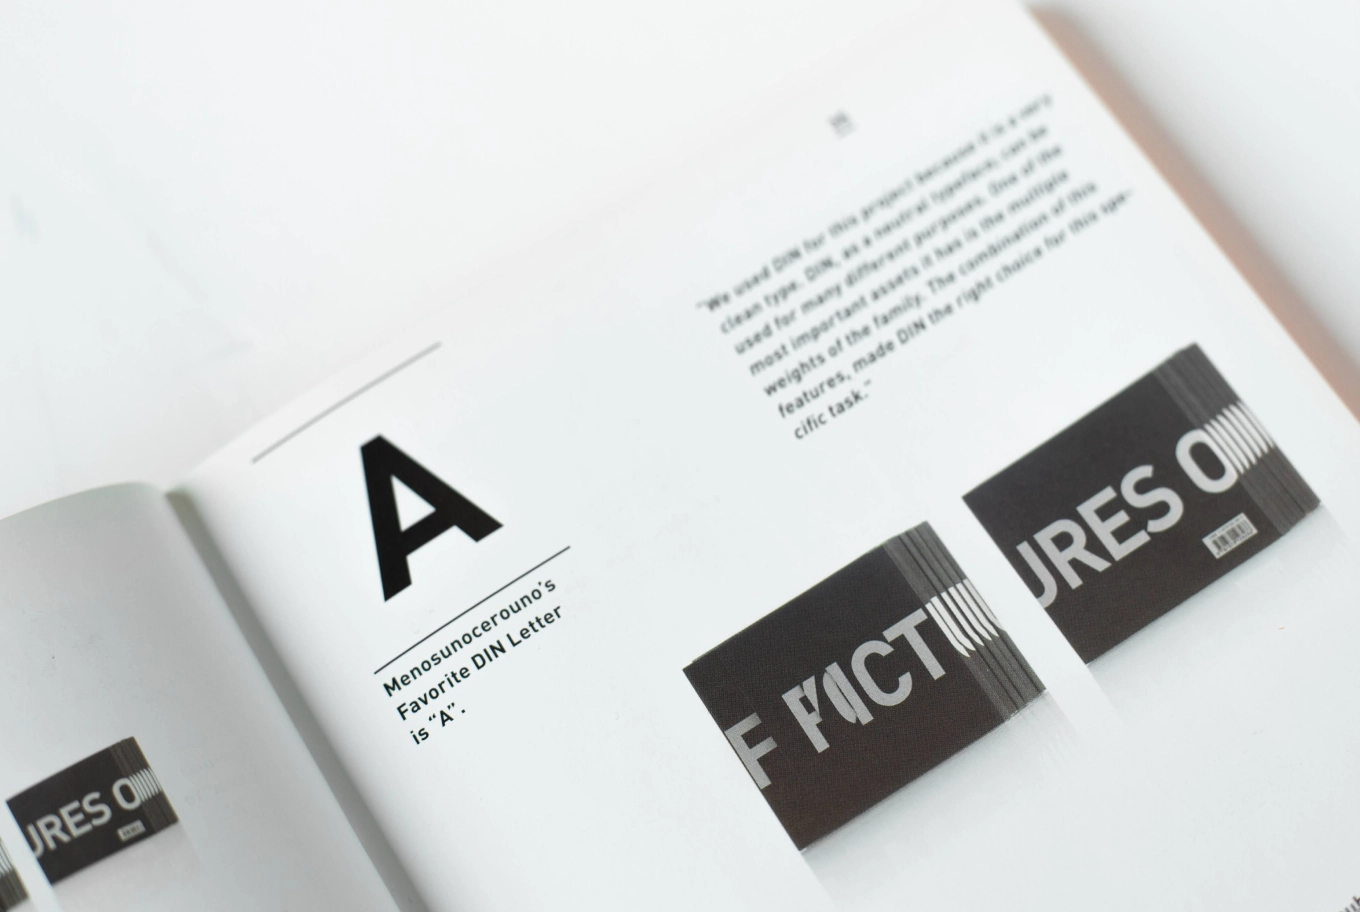 A
Menosunocerouno's
Favorite DIN Letter
is “A”.
“We used DIN for this project because it is a very
clean type. DIN, as a neutral typeface, can be
used for many different purposes. One of the
most important assets it has is the multiple
weights of the family. The combination of this
features, made DIN the right choice for this spe-
cific task.”
URES O
F
FICT
URES O